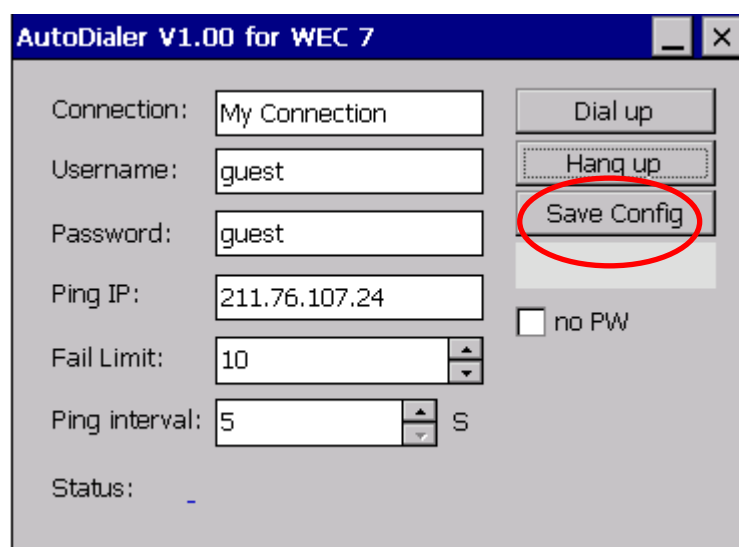 AutoDialer V1.00 for WEC 7
Connection: My Connection Dial up
Username: guest Hang up
Save Config
Password: guest
Ping IP: 211.76.107.24
no PW
Fail Limit: 10
Ping interval: 5 S
Status: -